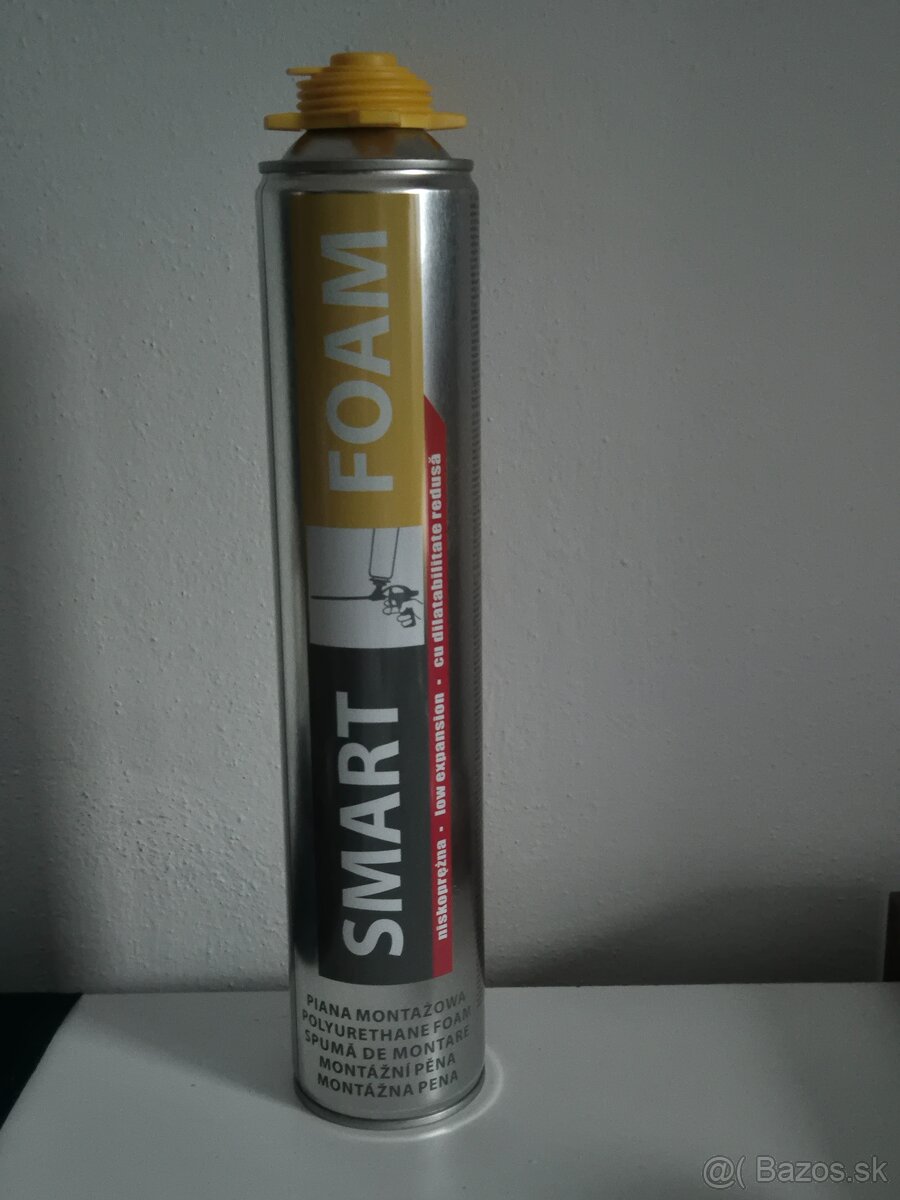 SMART FOAM
niskoprężna · low expansion · cu dilatabilitate redusă
PIANA MONTAŻOWA
POLYURETHANE FOAM
SPUMĂ DE MONTARE
MONTÁŽNÍ PĚNA
MONTÁŽNA PENA
@( Bazos.sk